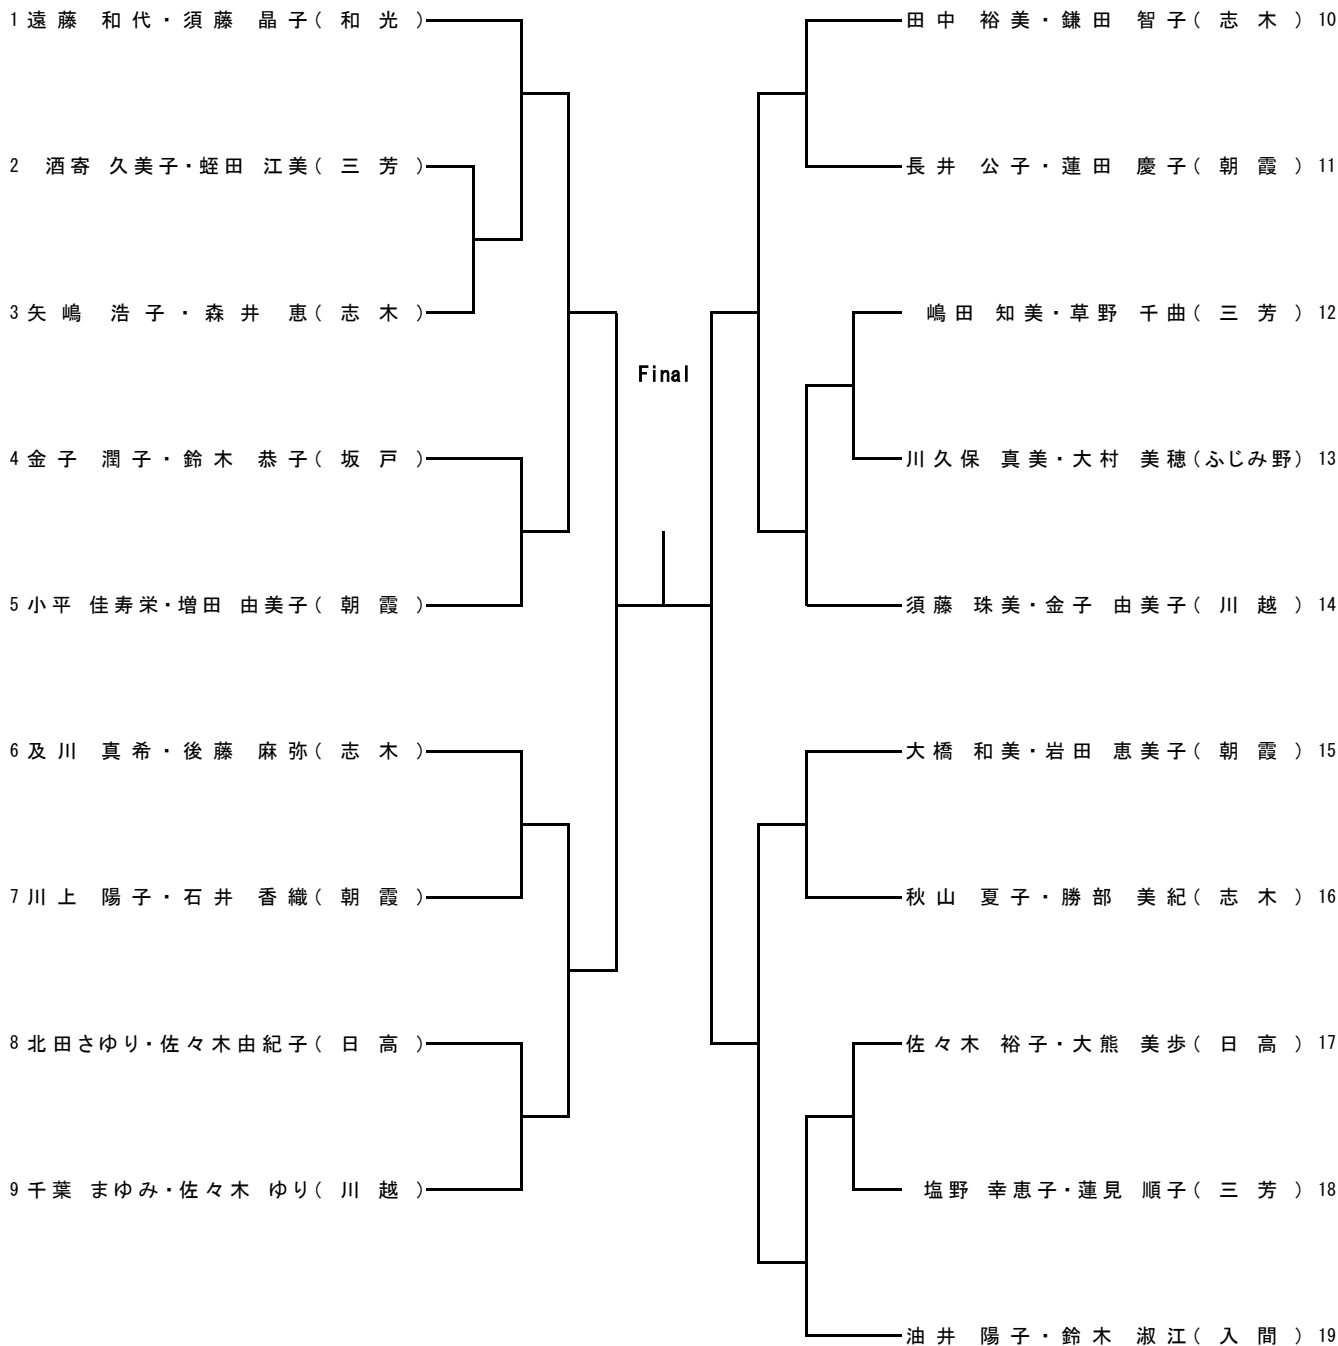 1 遠藤 和代・須藤 晶子( 和 光 )
2 酒寄 久美子・蛭田 江美( 三 芳 )
3 矢嶋 浩子・森井 恵( 志 木 )
4 金子 潤子・鈴木 恭子( 坂 戸 )
5 小平 佳寿栄・増田 由美子( 朝 霞 )
6 及川 真希・後藤 麻弥( 志 木 )
7 川上 陽子・石井 香織( 朝 霞 )
8 北田さゆり・佐々木由紀子( 日 高 )
9 千葉 まゆみ・佐々木 ゆり( 川 越 )
Final
田中 裕美・鎌田 智子( 志 木 ) 10
長井 公子・蓮田 慶子( 朝 霞 ) 11
嶋田 知美・草野 千曲( 三 芳 ) 12
川久保 真美・大村 美穂(ふじみ野) 13
須藤 珠美・金子 由美子( 川 越 ) 14
大橋 和美・岩田 恵美子( 朝 霞 ) 15
秋山 夏子・勝部 美紀( 志 木 ) 16
佐々木 裕子・大熊 美歩( 日 高 ) 17
塩野 幸恵子・蓮見 順子( 三 芳 ) 18
油井 陽子・鈴木 淑江( 入 間 ) 19